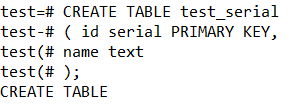 test=# CREATE TABLE test_serial
test-# ( id serial PRIMARY KEY,
test(# name text
test(# );
CREATE TABLE